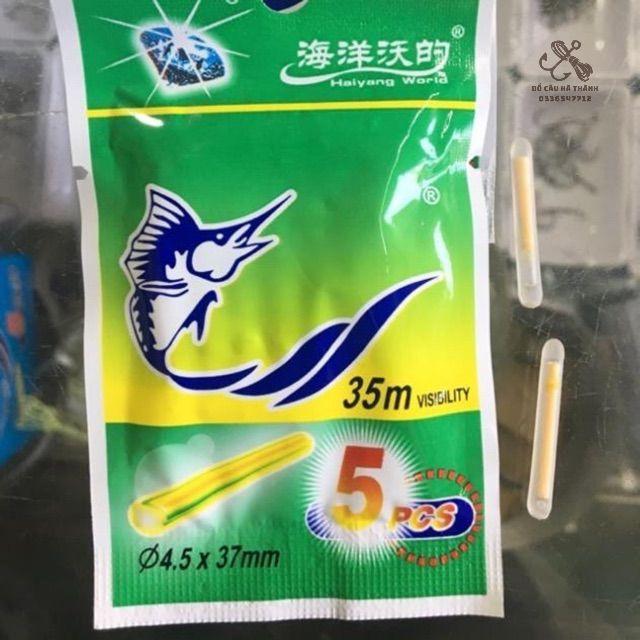 海洋沃的®
Haiyang World
ĐỒ CÂU HÀ THÀNH
0336547712
®
35m VISIBILITY
5 PCS
Ø4.5 x 37mm